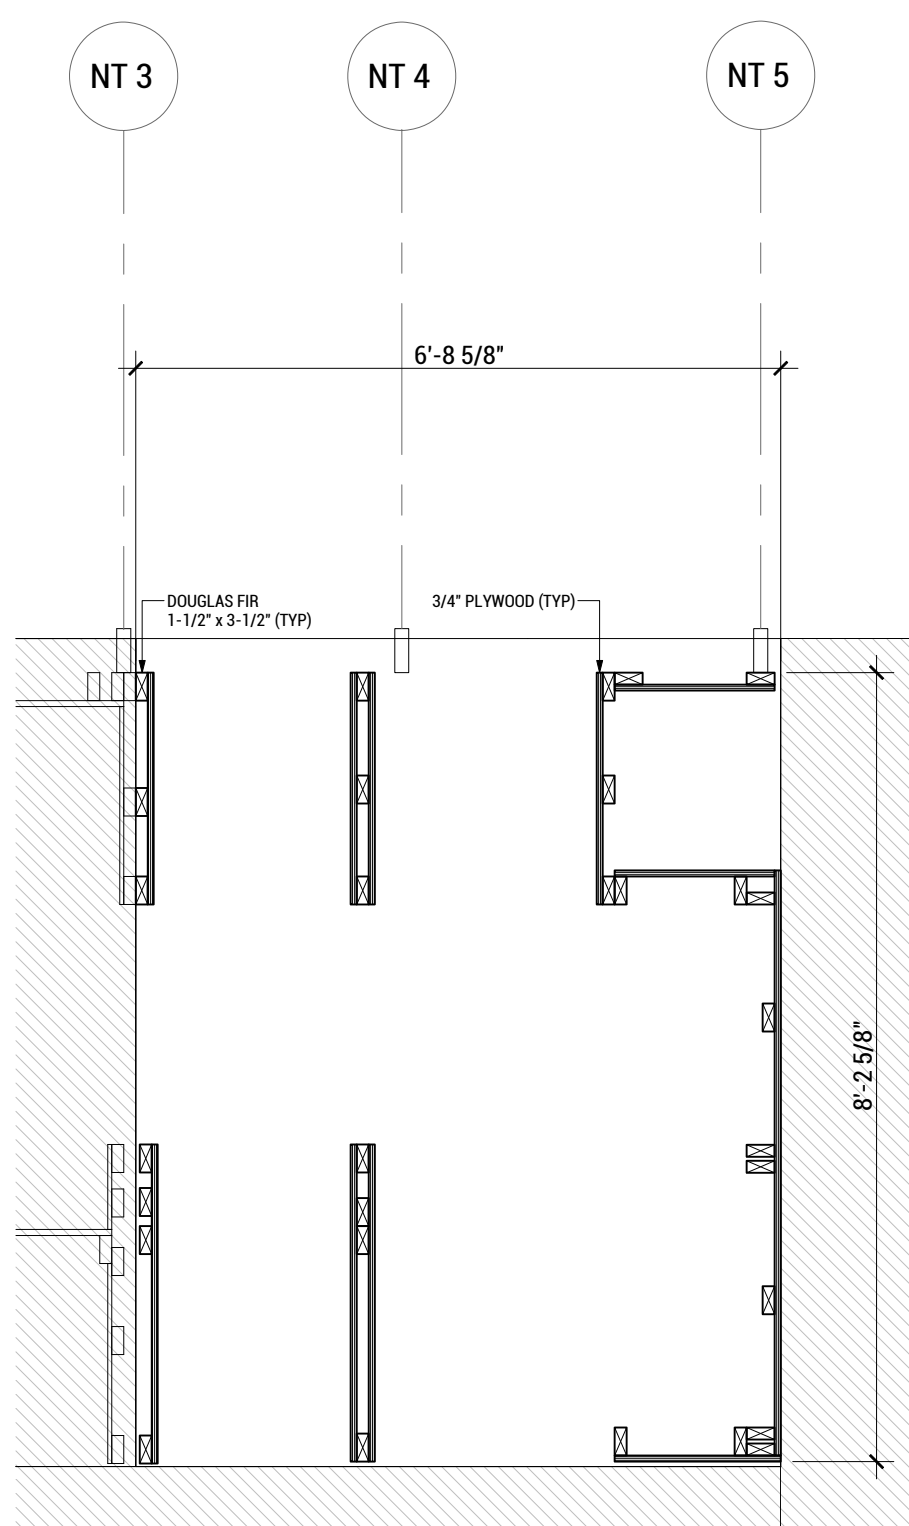 NT 3
NT 4
NT 5
6'-8 5/8"
DOUGLAS FIR
1-1/2" x 3-1/2" (TYP)
3/4" PLYWOOD (TYP)
8'-2 5/8"